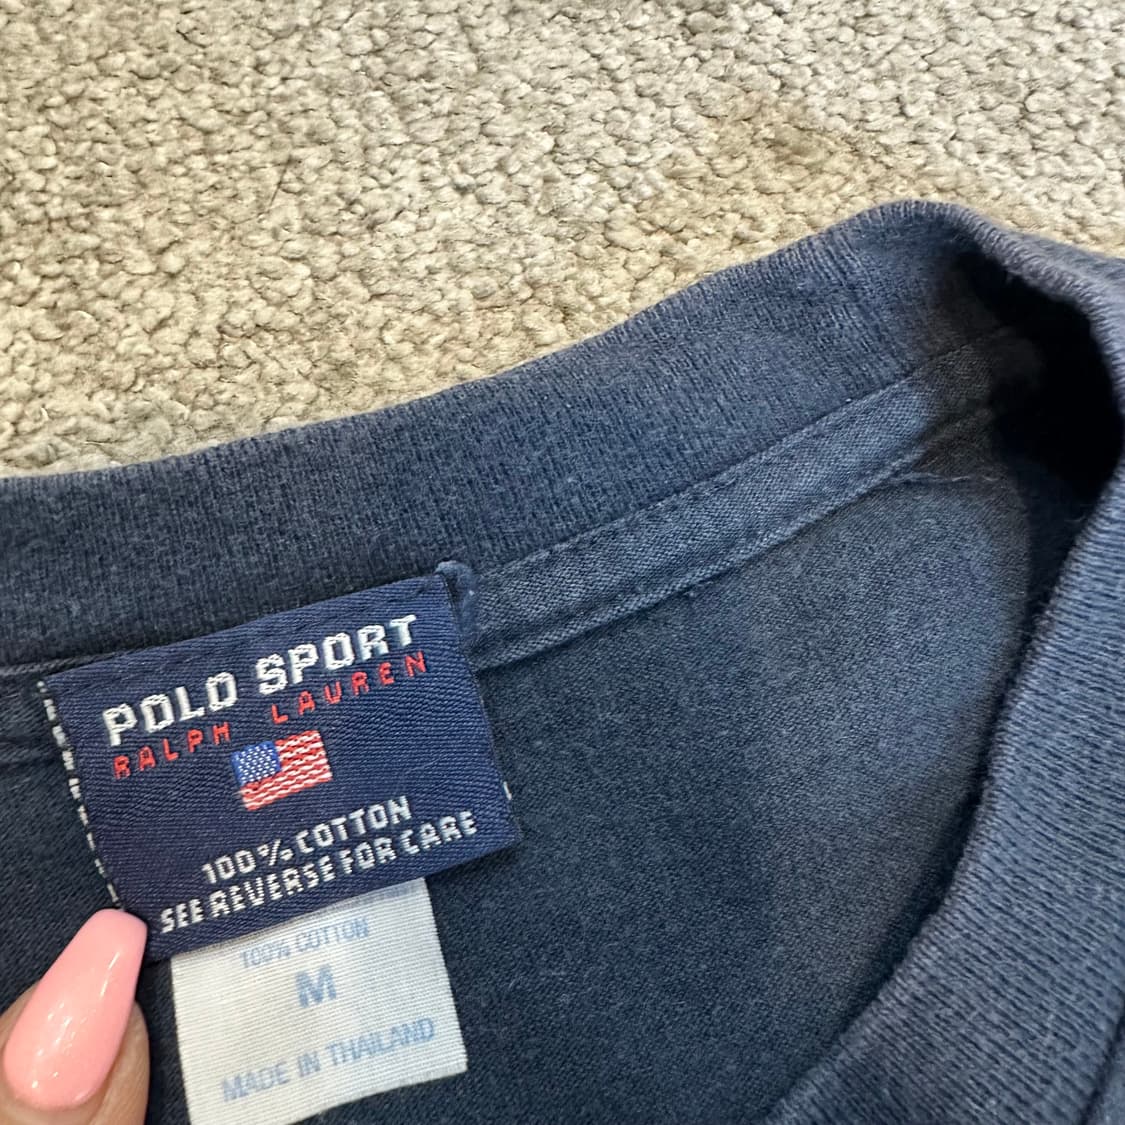 POLO SPORT
RALPH LAUREN
100% COTTON
SEE REVERSE FOR CARE
100% COTTON
M
MADE IN THAILAND